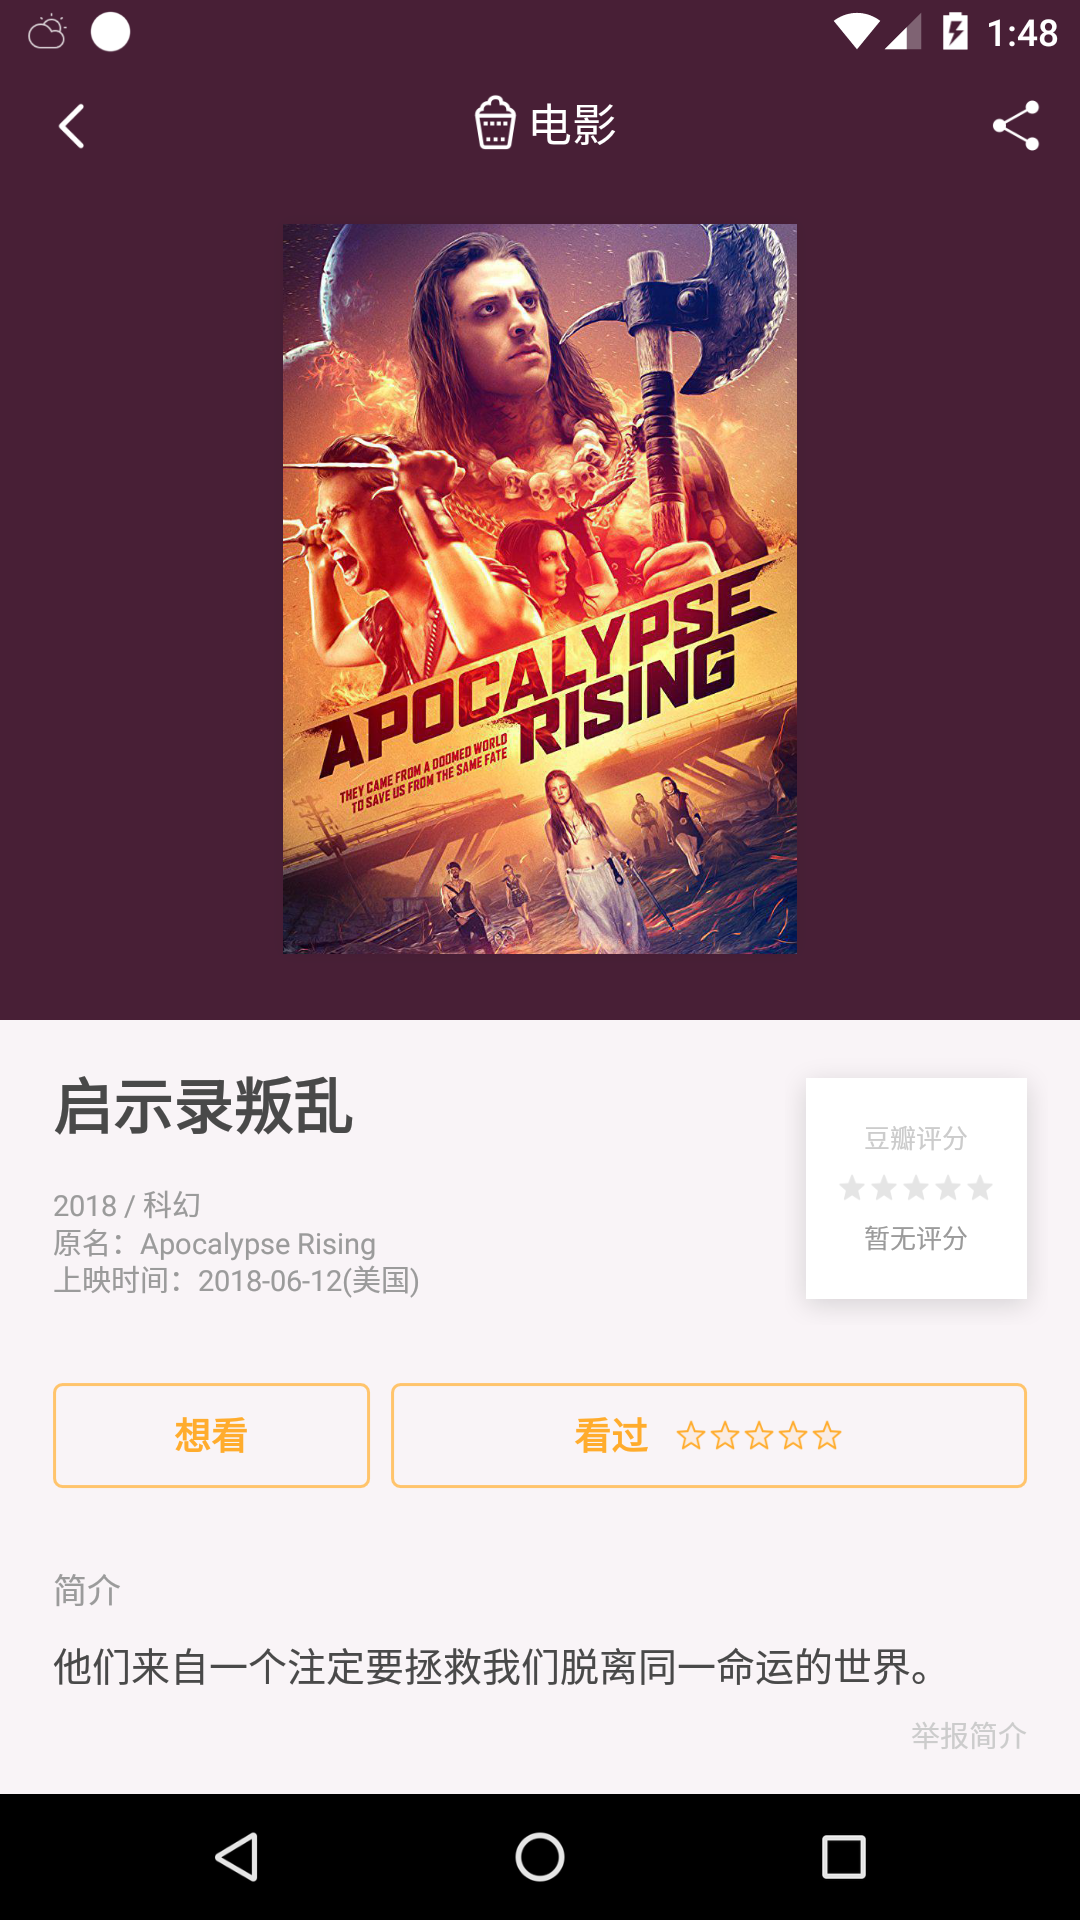 1:48
电影
APOCALYPSE
RISING
THEY CAME FROM A DOOMED WORLD
TO SAVE US FROM THE SAME FATE
启示录叛乱
豆瓣评分
暂无评分
2018 / 科幻
原名：Apocalypse Rising
上映时间：2018-06-12(美国)
想看
看过
简介
他们来自一个注定要拯救我们脱离同一命运的世界。
举报简介